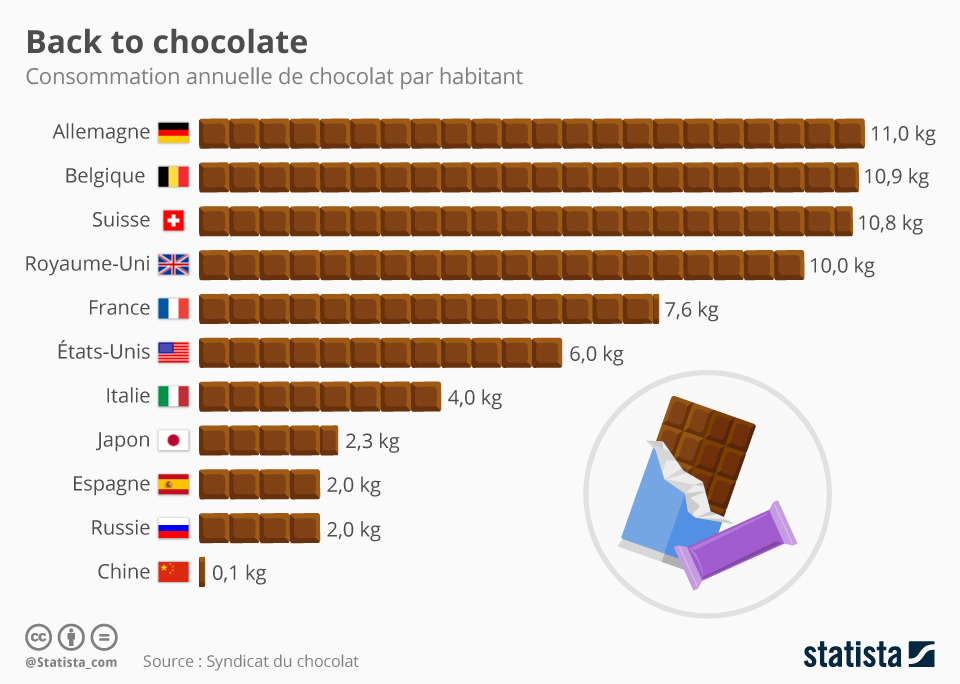 Back to chocolate
Consommation annuelle de chocolat par habitant
Allemagne 11,0 kg
Belgique 10,9 kg
Suisse 10,8 kg
Royaume-Uni 10,0 kg
France 7,6 kg
États-Unis 6,0 kg
Italie 4,0 kg
Japon 2,3 kg
Espagne 2,0 kg
Russie 2,0 kg
Chine 0,1 kg
cc
@Statista_com Source : Syndicat du chocolat
statista